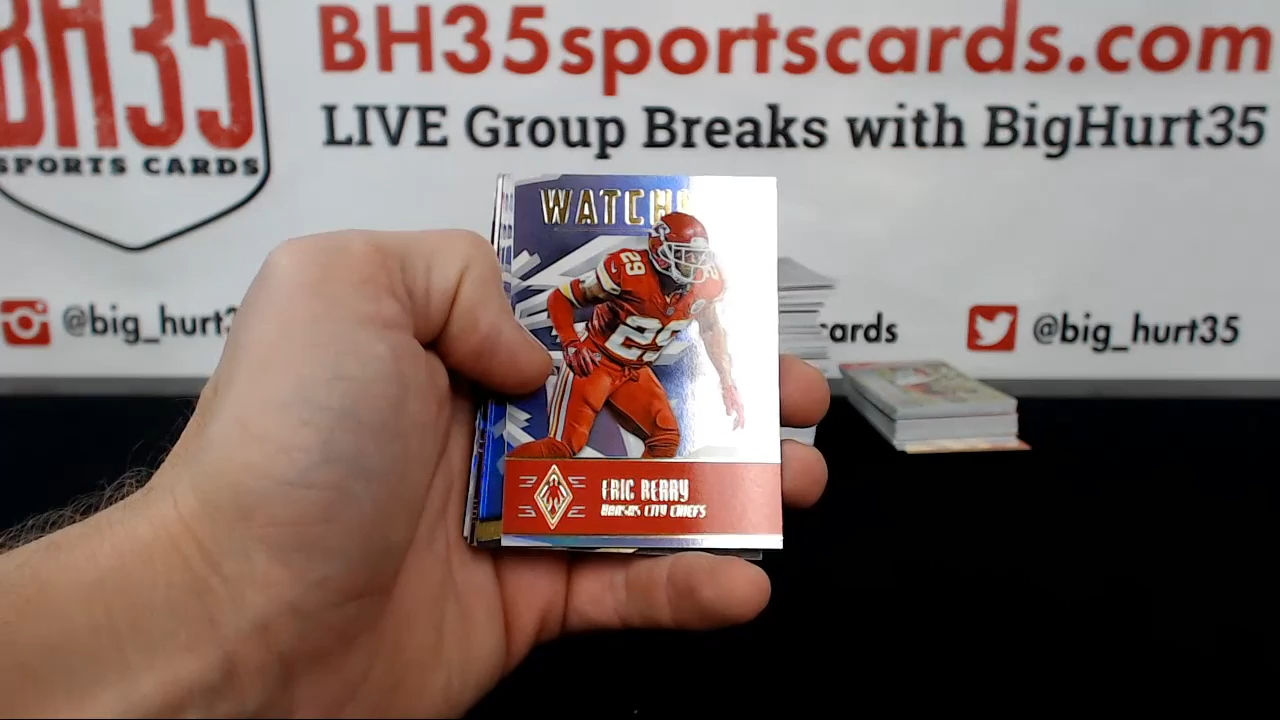 BH35
SPORTS CARDS
BH35sportscards.com
LIVE Group Breaks with BigHurt35
@big_hurt3
cards
@big_hurt35
WATCH
29
29
ERIC BERRY
KANSAS CITY CHIEFS